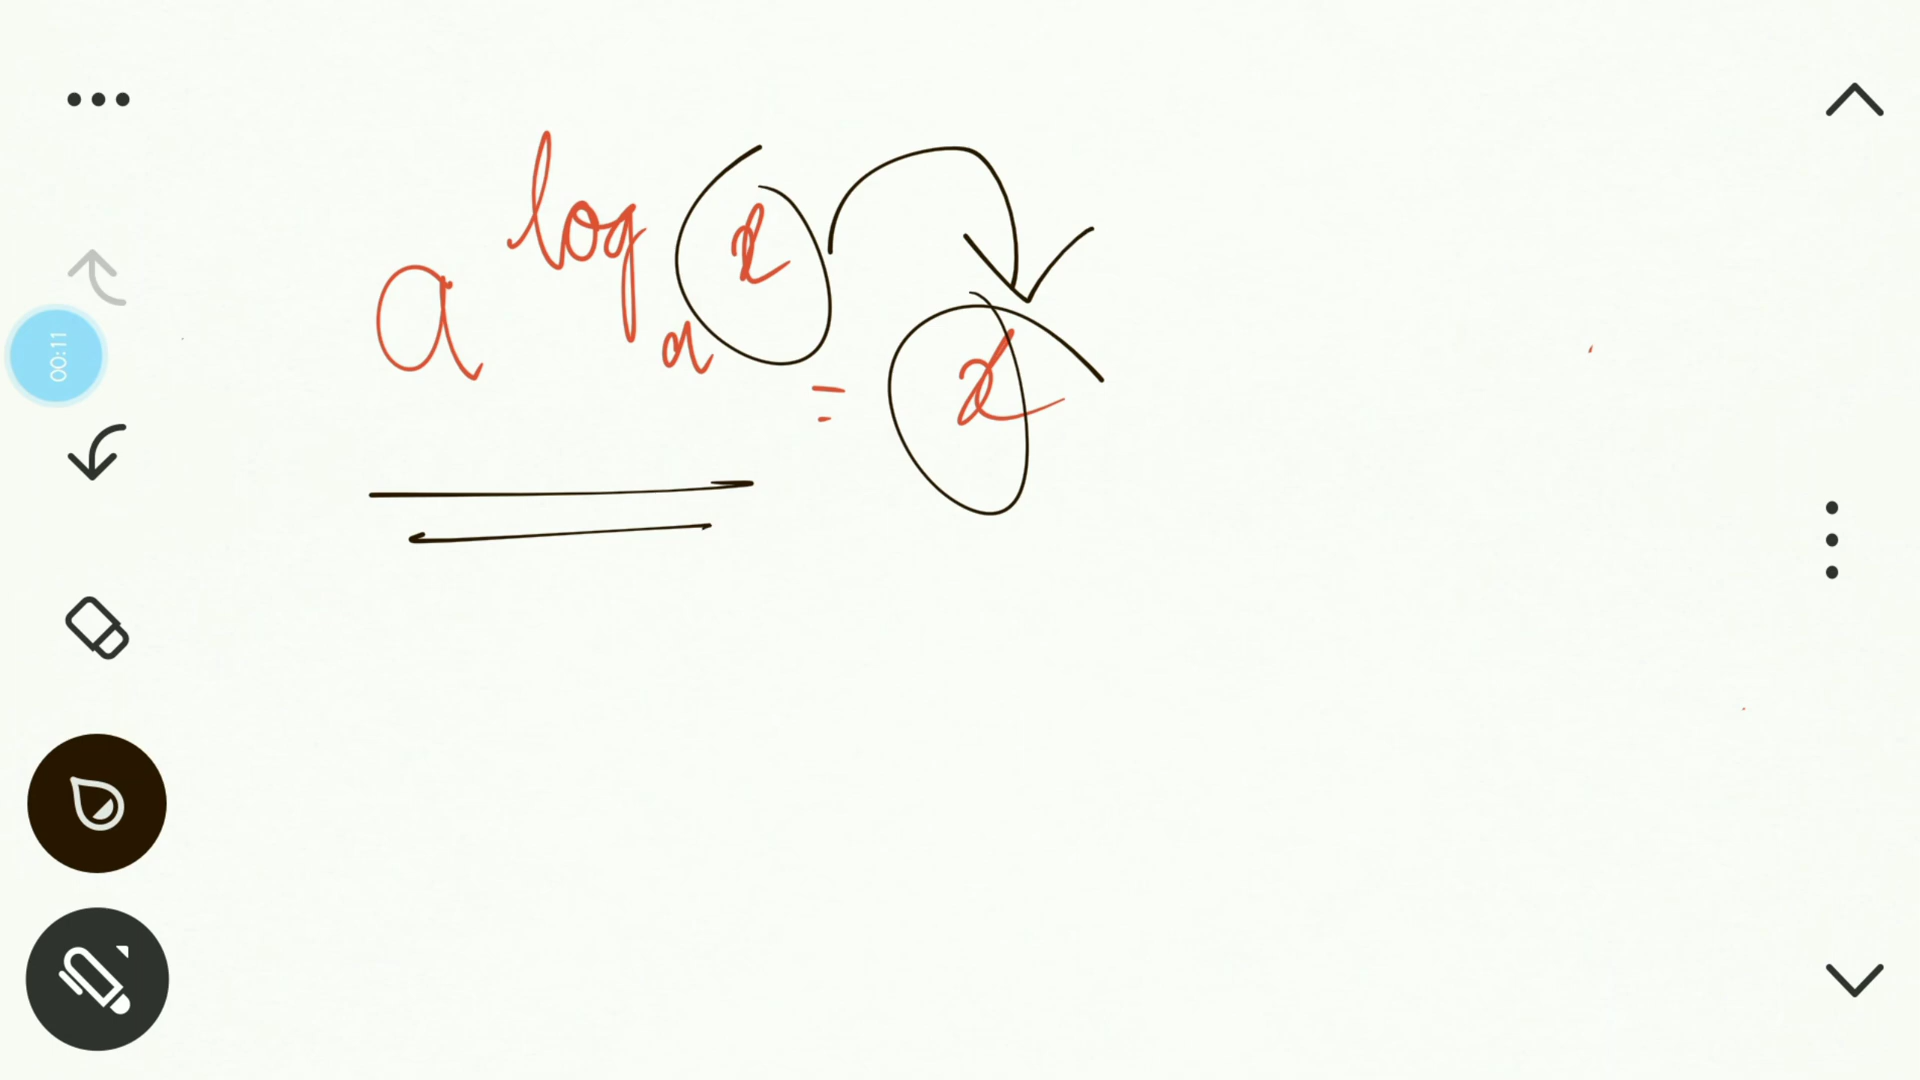 00:11
a^{log_a x} = x